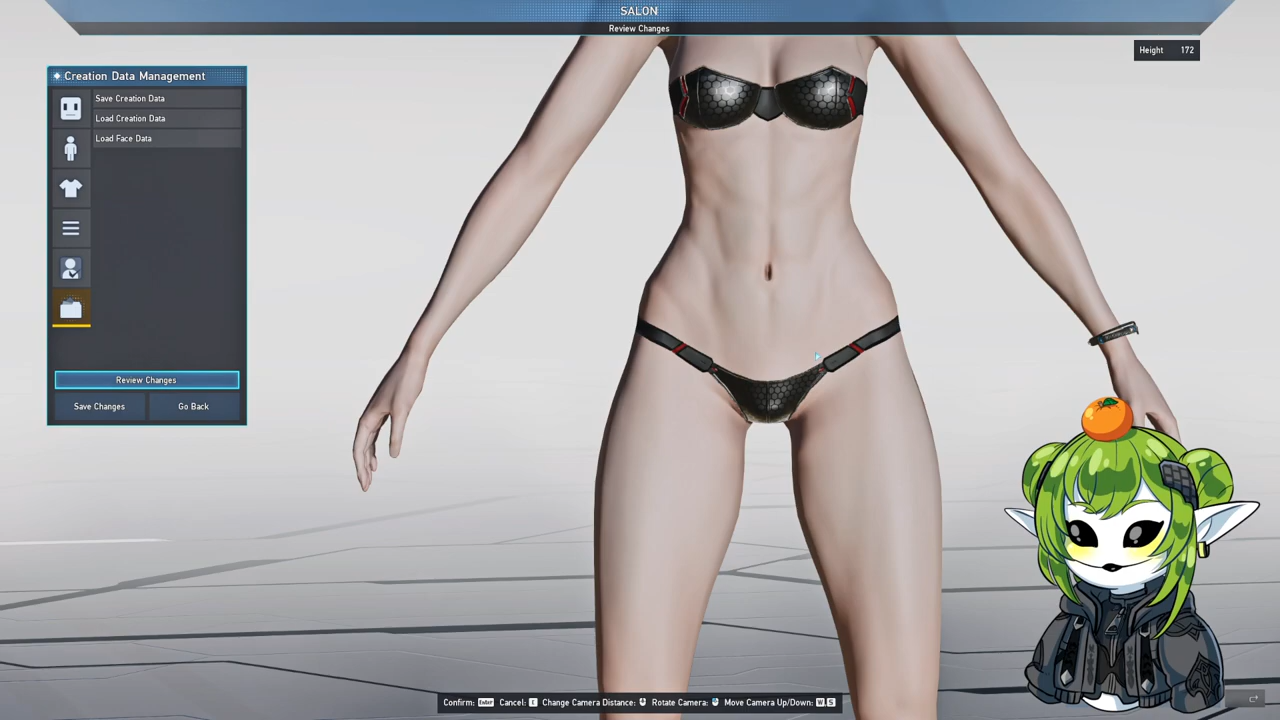 SALON
Review Changes
Height 172
Creation Data Management
Save Creation Data
Load Creation Data
Load Face Data
Review Changes
Save Changes
Go Back
Confirm: Enter Cancel: Change Camera Distance: Rotate Camera: Move Camera Up/Down: W S